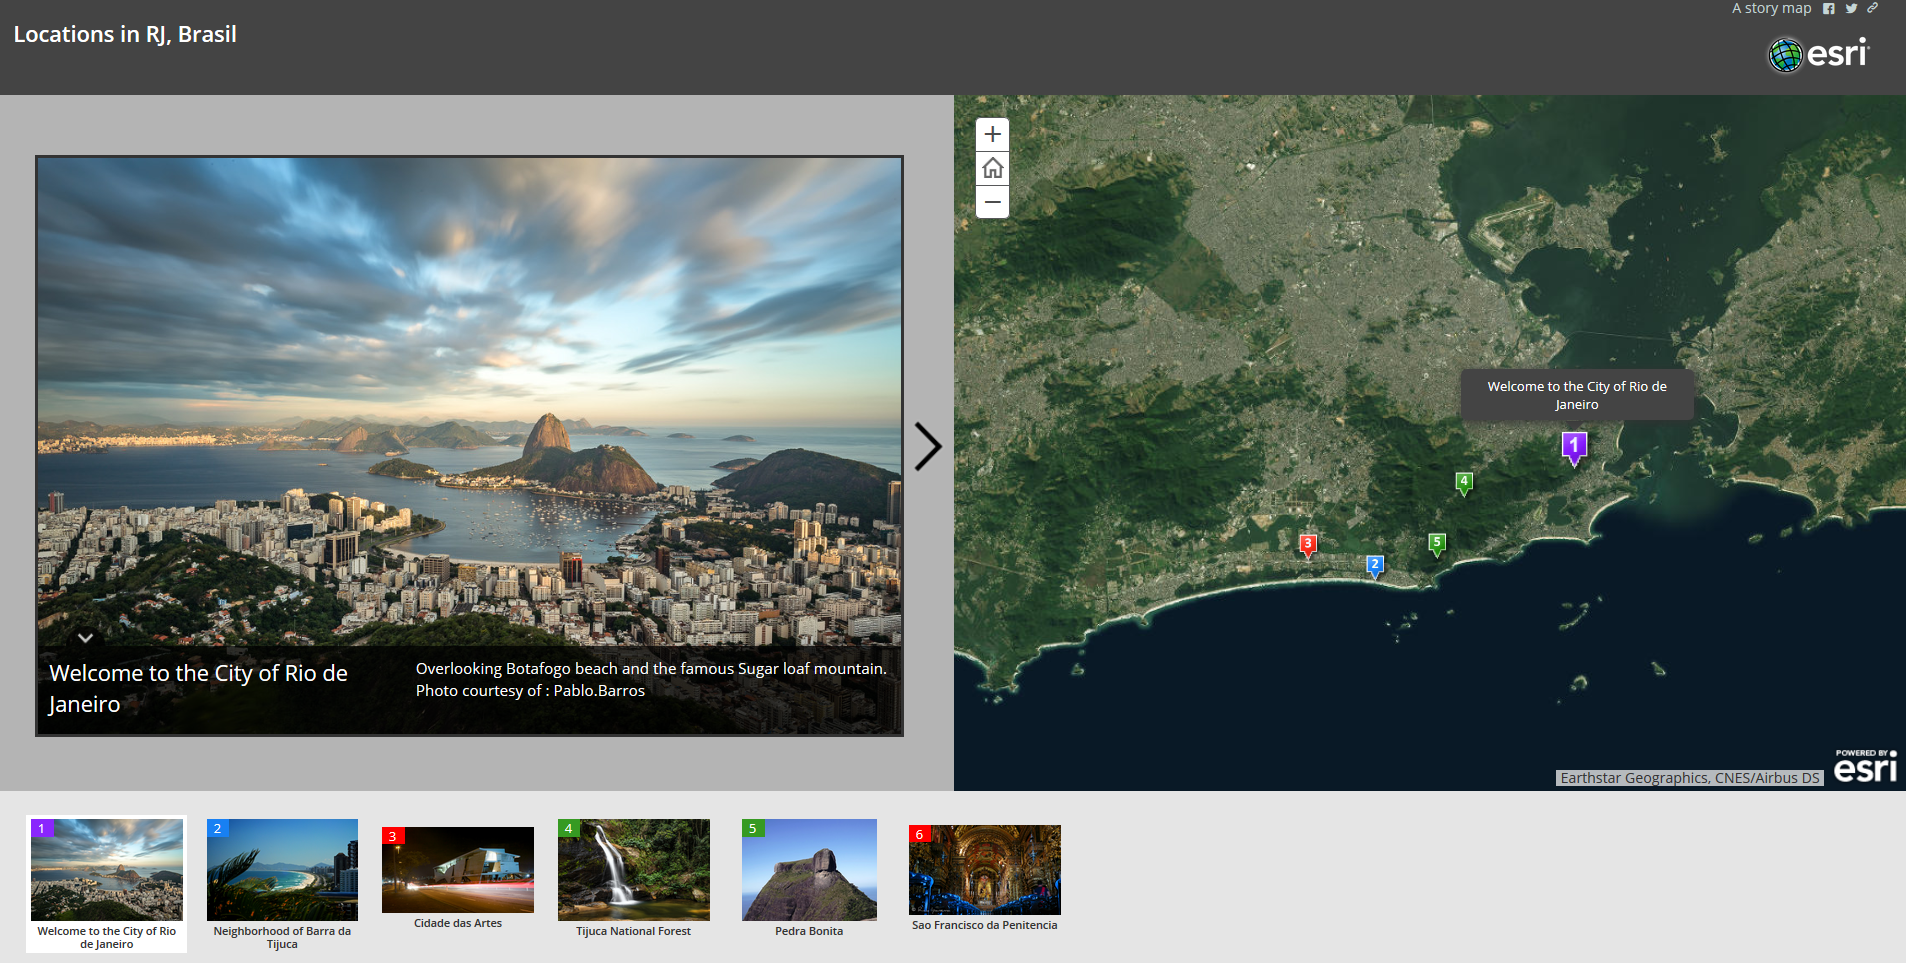 A story map
Locations in RJ, Brasil
esri
Welcome to the City of Rio de
Janeiro
1
4
3
5
2
Welcome to the City of Rio de
Janeiro
Overlooking Botafogo beach and the famous Sugar loaf mountain.
Photo courtesy of : Pablo.Barros
POWERED BY
esri
Earthstar Geographics, CNES/Airbus DS
1
Welcome to the City of Rio
de Janeiro
2
Neighborhood of Barra da
Tijuca
3
Cidade das Artes
4
Tijuca National Forest
5
Pedra Bonita
6
Sao Francisco da Penitencia